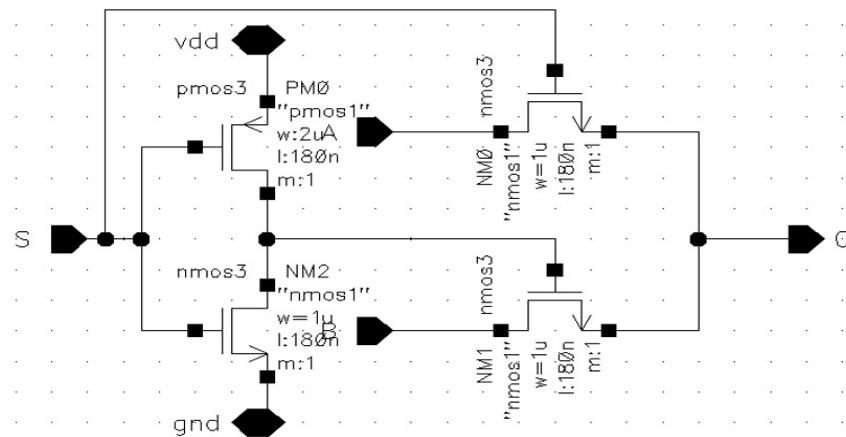 vdd
pmos3
PM0
"pmos1"
w:2u
l:180n
m:1
A
nmos3
NM0
"nmos1"
w=1u
l:180n
m:1
S
nmos3
NM2
"nmos1"
w=1u
l:180n
m:1
B
nmos3
NM1
"nmos1"
w=1u
l:180n
m:1
gnd